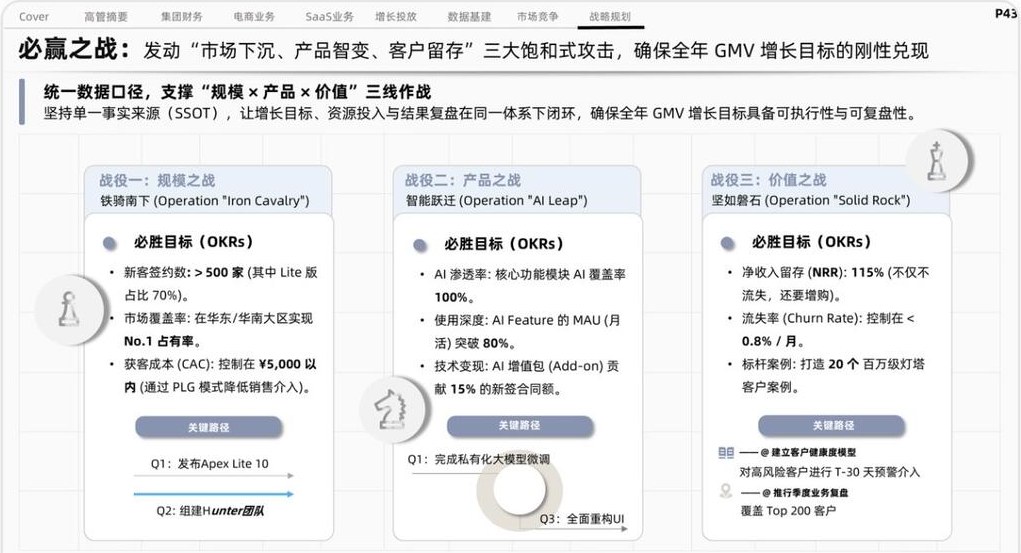 Cover 高管摘要 集团财务 电商业务 SaaS业务 增长投放 数据基建 市场竞争 战略规划 P43
必赢之战：发动“市场下沉、产品智变、客户留存”三大饱和式攻击，确保全年 GMV 增长目标的刚性兑现
统一数据口径，支撑“规模 × 产品 × 价值”三线作战
坚持单一事实来源（SSOT），让增长目标、资源投入与结果复盘在同一体系下闭环，确保全年 GMV 增长目标具备可执行性与可复盘性。
战役一：规模之战
铁骑南下 (Operation "Iron Cavalry")
必胜目标（OKRs）
• 新客签约数: > 500 家 (其中 Lite 版
占比 70%)。
• 市场覆盖率: 在华东/华南大区实现
No.1 占有率。
• 获客成本 (CAC): 控制在 ¥5,000 以
内 (通过 PLG 模式降低销售介入)。
关键路径
Q1：发布Apex Lite 10
Q2: 组建Hunter团队
战役二：产品之战
智能跃迁 (Operation "AI Leap")
必胜目标（OKRs）
• AI 渗透率: 核心功能模块 AI 覆盖率
100%。
• 使用深度: AI Feature 的 MAU (月
活) 突破 80%。
• 技术变现: AI 增值包 (Add-on) 贡
献 15% 的新签合同额。
关键路径
Q1：完成私有化大模型微调
Q3：全面重构UI
战役三：价值之战
坚如磐石 (Operation "Solid Rock")
必胜目标（OKRs）
• 净收入留存 (NRR): 115% (不仅不
流失，还要增购)。
• 流失率 (Churn Rate): 控制在 <
0.8% / 月。
• 标杆案例: 打造 20 个 百万级灯塔
客户案例。
关键路径
—— @ 建立客户健康度模型
对高风险客户进行 T-30 天预警介入
—— @ 推行季度业务复盘
覆盖 Top 200 客户